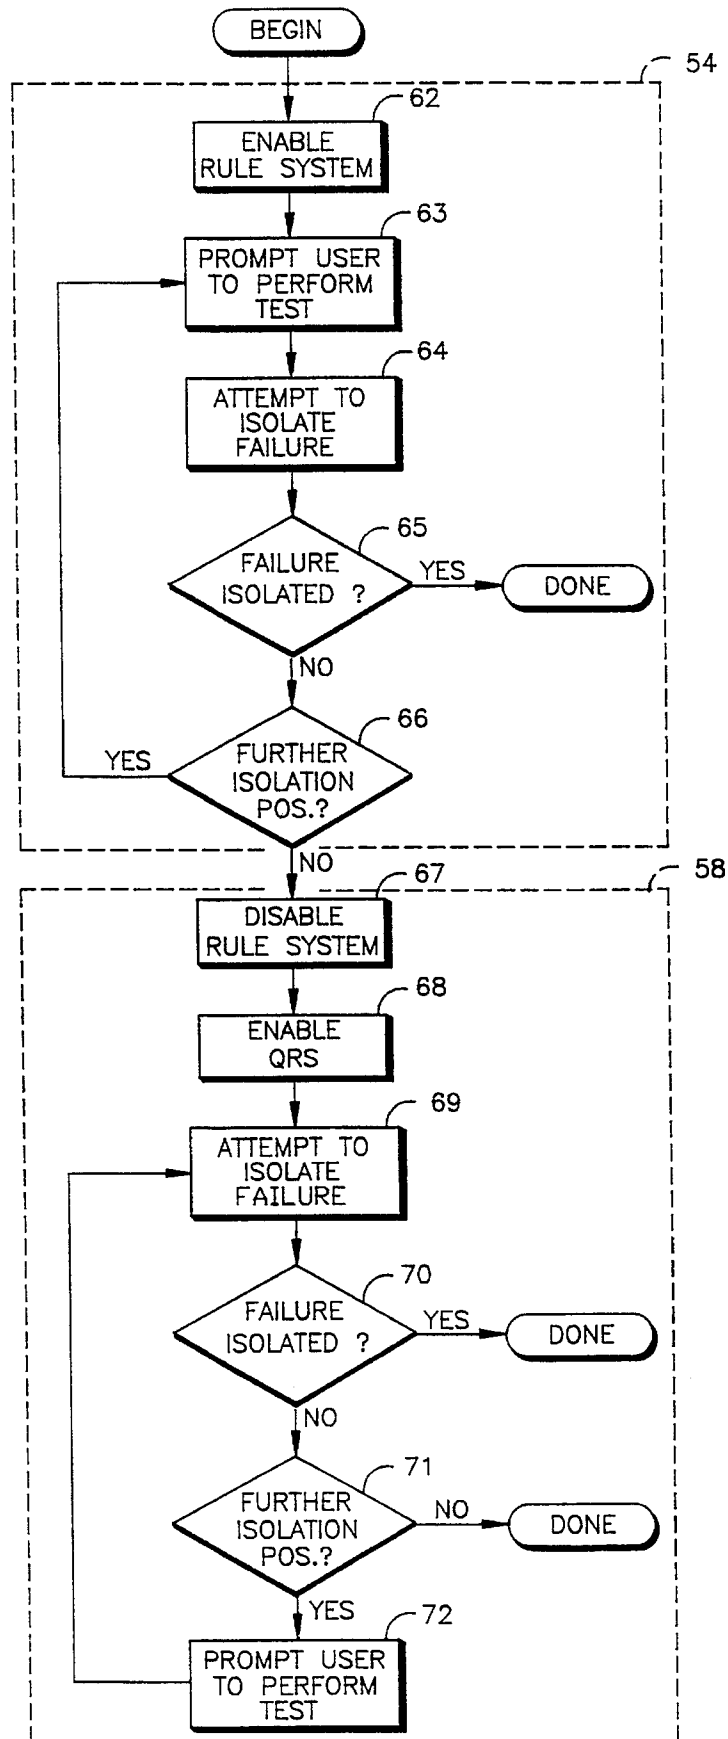 BEGIN
54
62
ENABLE
RULE SYSTEM
63
PROMPT USER
TO PERFORM
TEST
64
ATTEMPT TO
ISOLATE
FAILURE
65
FAILURE
ISOLATED ?
YES
DONE
NO
66
FURTHER
ISOLATION
POS.?
YES
NO
58
67
DISABLE
RULE SYSTEM
68
ENABLE
QRS
69
ATTEMPT TO
ISOLATE
FAILURE
70
FAILURE
ISOLATED ?
YES
DONE
NO
71
FURTHER
ISOLATION
POS.?
NO
DONE
YES
72
PROMPT USER
TO PERFORM
TEST